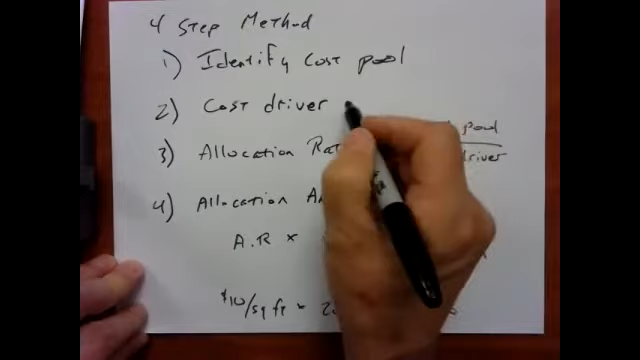 4 Step Method
1) Identify cost pool
2) Cost driver
pool
3) Allocation
driver
4) Allocation
A.R ×
$10/sq ft ×